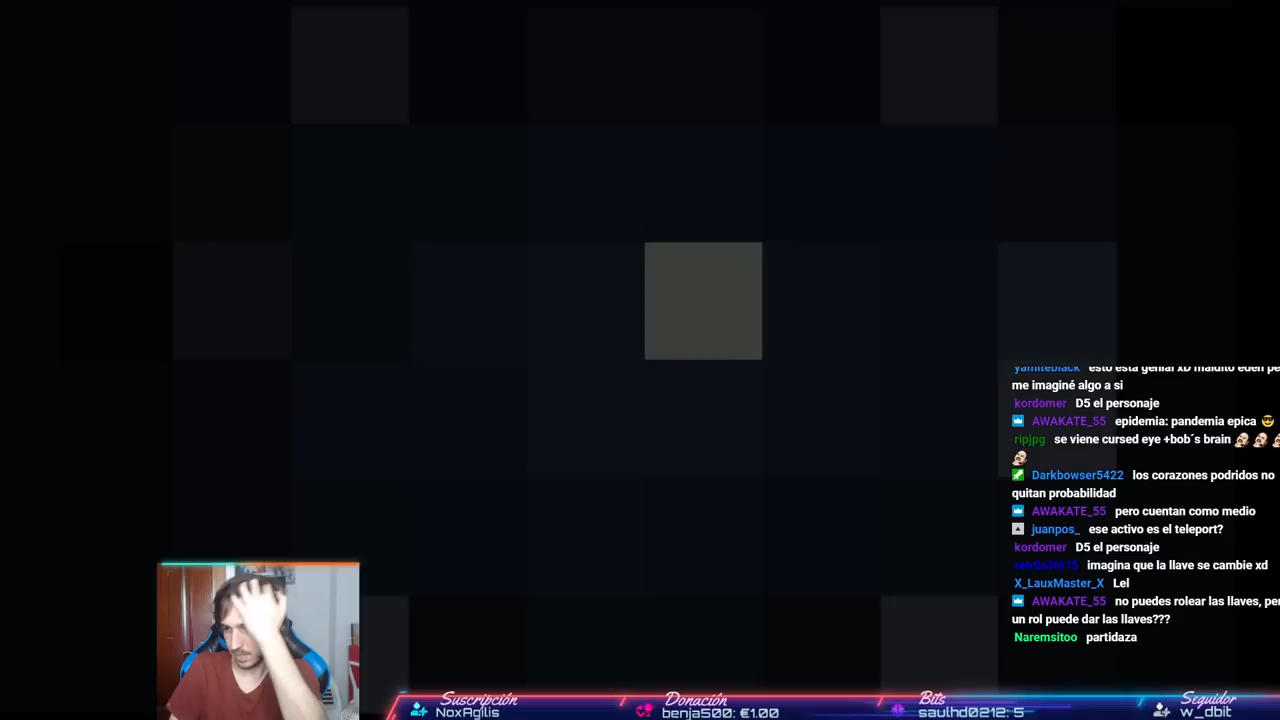 yamiteblack esto esta genial xD maldito eden pe
me imaginé algo a si
kordomer D5 el personaje
AWAKATE_55 epidemia: pandemia epica 😎
ripjpg se viene cursed eye +bob´s brain
Darkbowser5422 los corazones podridos no
quitan probabilidad
AWAKATE_55 pero cuentan como medio
juanpos_ ese activo es el teleport?
kordomer D5 el personaje
imagina que la llave se cambie xd
X_LauxMaster_X Lel
AWAKATE_55 no puedes rolear las llaves, per
un rol puede dar las llaves???
Naremsitoo partidaza
Suscripción Donación Bits Seguidor
NoxAgilis benja500: €1.00 saulhd0212: 5 w_dbit